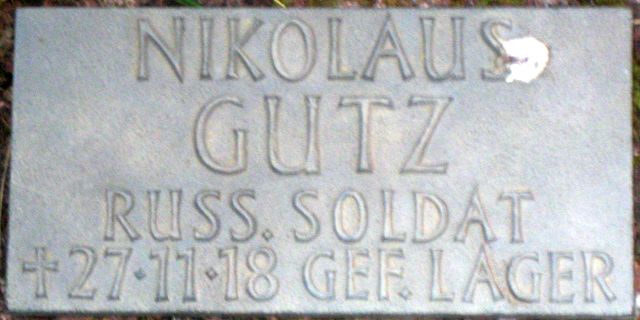 NIKOLAUS
GUTZ
RUSS. SOLDAT
✝27·11·18 GEF. LAGER